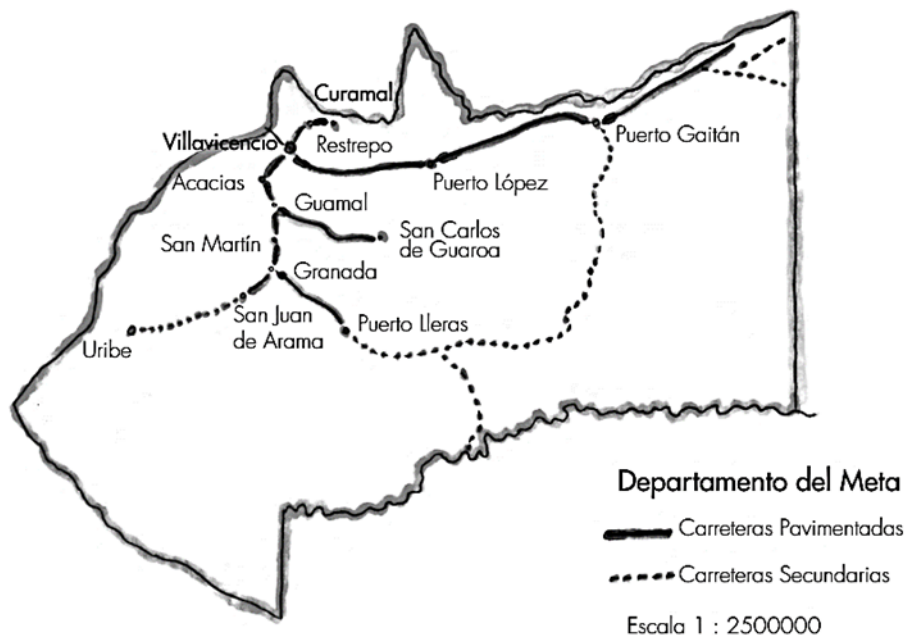 Curamal
Villavicencio
Restrepo
Puerto Gaitán
Acacias
Puerto López
Guamal
San Carlos
de Guaroa
San Martín
Granada
San Juan
de Arama
Puerto Lleras
Uribe
Departamento del Meta
Carreteras Pavimentadas
Carreteras Secundarias
Escala 1 : 2500000